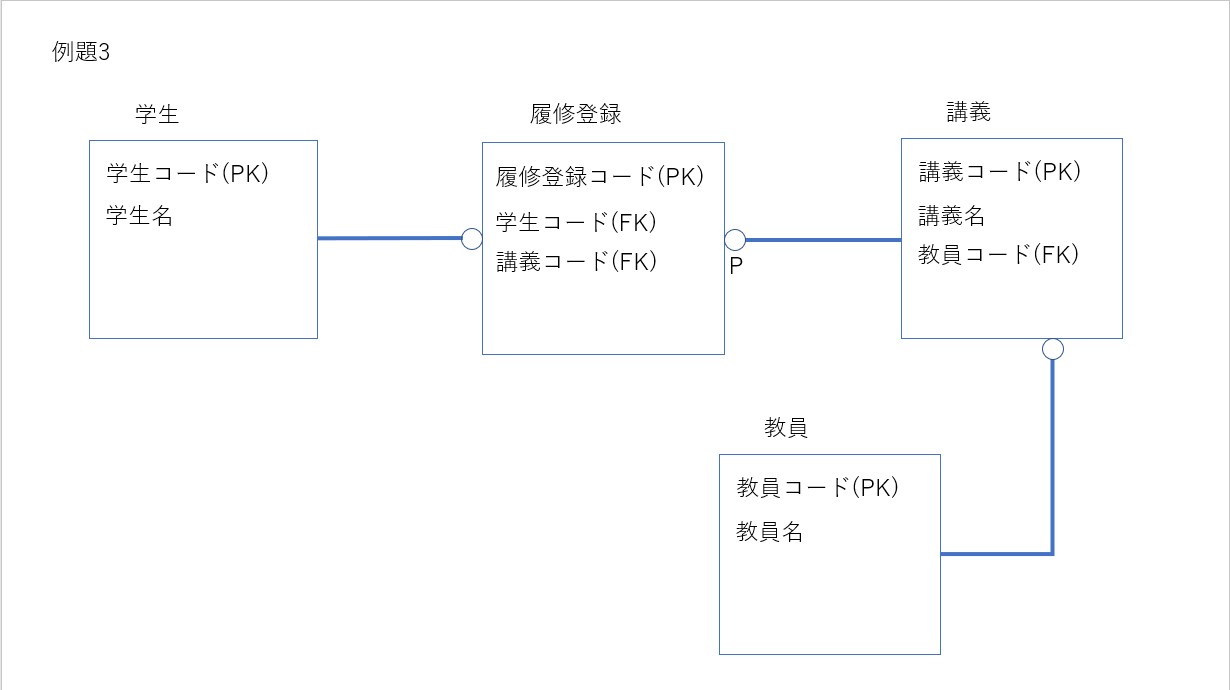 例題3
学生
学生コード(PK)
学生名
履修登録
履修登録コード(PK)
学生コード(FK)
講義コード(FK)
P
講義
講義コード(PK)
講義名
教員コード(FK)
教員
教員コード(PK)
教員名